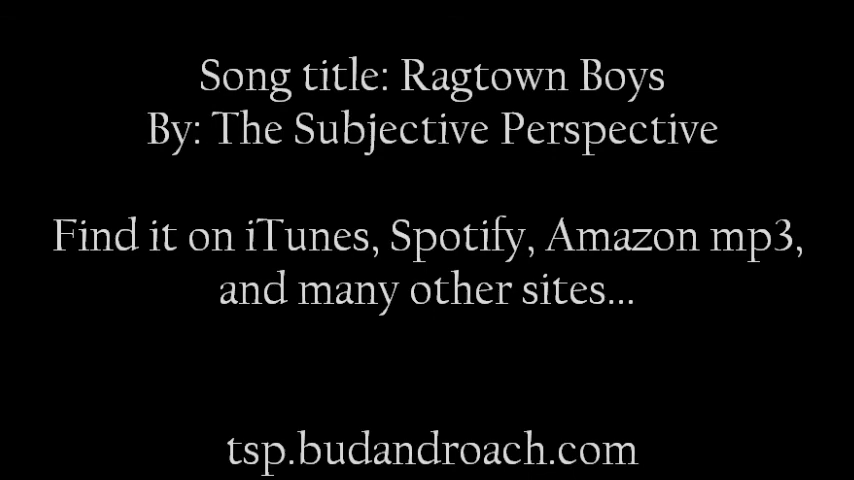 Song title: Ragtown Boys
By: The Subjective Perspective
Find it on iTunes, Spotify, Amazon mp3,
and many other sites...
tsp.budandroach.com